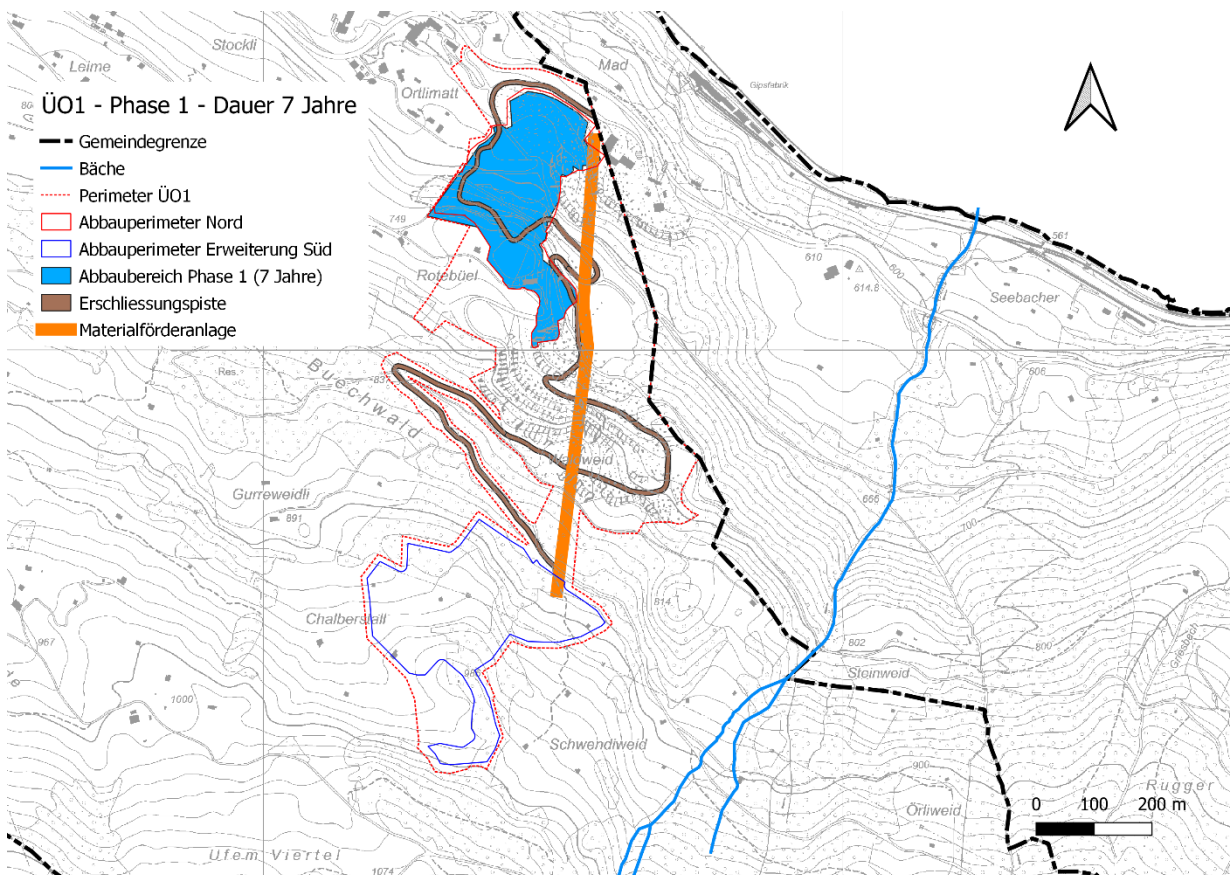 ÜO1 - Phase 1 - Dauer 7 Jahre
Gemeindegrenze
Bäche
Perimeter ÜO1
Abbauperimeter Nord
Abbauperimeter Erweiterung Süd
Abbaubereich Phase 1 (7 Jahre)
Erschliessungspiste
Materialförderanlage
Stockli
Leime
Ortlimatt
Mad
Gipsfabrik
749
561
610
600
614.8
Seebacher
Rotebüel
Res.
Buechwald
606
Gurreweidli
891
666
700
814
Chalberstall
802
800
Steinweid
Griesbach
967
1000
Schwendiweid
900
Örliweid
Rugger
Ufem Viertel
1074
0 100 200 m